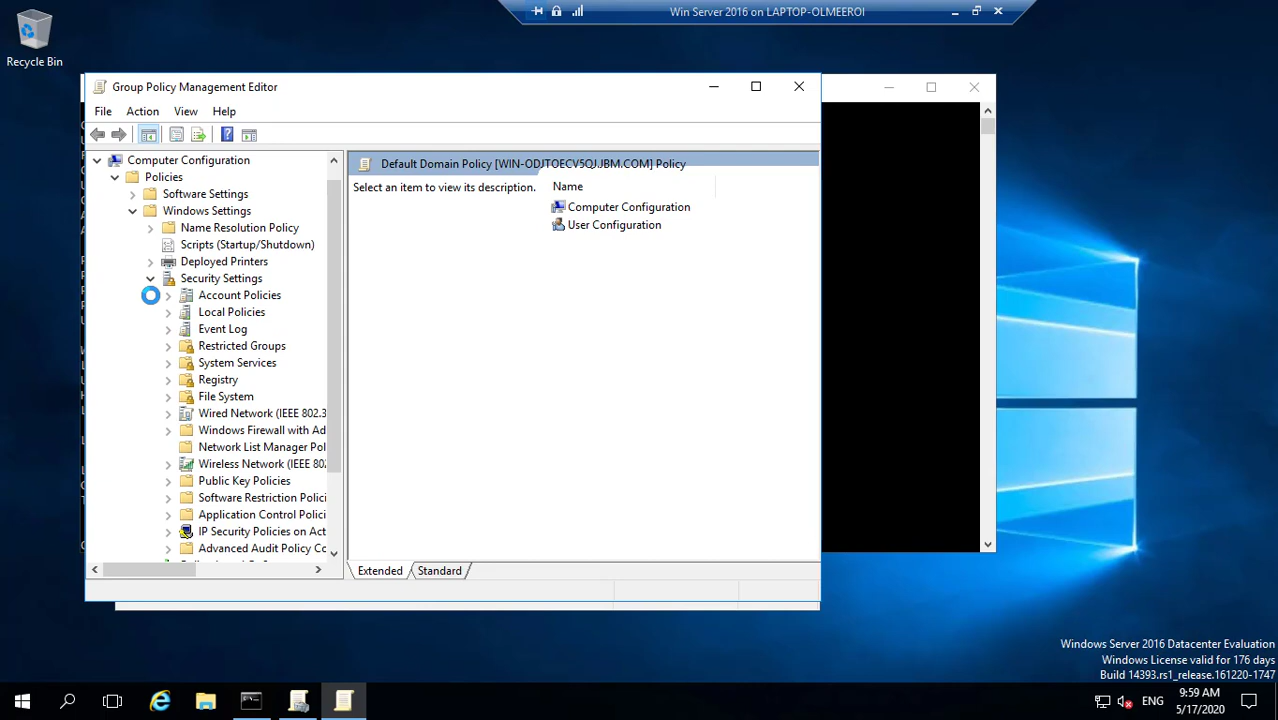 Win Server 2016 on LAPTOP-OLMEEROI
Recycle Bin
Group Policy Management Editor
File Action View Help
Computer Configuration
Policies
Software Settings
Windows Settings
Name Resolution Policy
Scripts (Startup/Shutdown)
Deployed Printers
Security Settings
Account Policies
Local Policies
Event Log
Restricted Groups
System Services
Registry
File System
Wired Network (IEEE 802.3
Windows Firewall with Ad
Network List Manager Pol
Wireless Network (IEEE 802
Public Key Policies
Software Restriction Polici
Application Control Polici
IP Security Policies on Act
Advanced Audit Policy Co
Default Domain Policy [WIN-ODJTOECV5QJ.JBM.COM] Policy
Select an item to view its description.
Name
Computer Configuration
User Configuration
Extended Standard
Windows Server 2016 Datacenter Evaluation
Windows License valid for 176 days
Build 14393.rs1_release.161220-1747
ENG
9:59 AM
5/17/2020